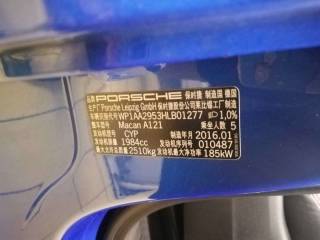 品牌 PORSCHE 保时捷 制造国 德国
生产厂 Porsche Leipzig GmbH 保时捷股份公司莱比锡工厂制造
车辆识别代号 WP1AA2953HLB01277 1,0%
整车型号 Macan A121 乘坐人数 5
发动机型号 CYP 制造年月 2016.01
发动机排量 1984cc 发动机序列号 010487
最大允许总质量 2510kg 发动机最大净功率 185kW